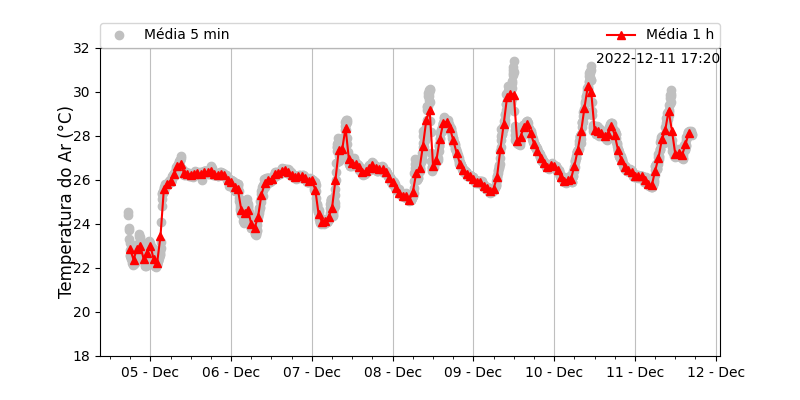 Média 5 min
Média 1 h
2022-12-11 17:20
Temperatura do Ar (°C)
32
30
28
26
24
22
20
18
05 - Dec
06 - Dec
07 - Dec
08 - Dec
09 - Dec
10 - Dec
11 - Dec
12 - Dec